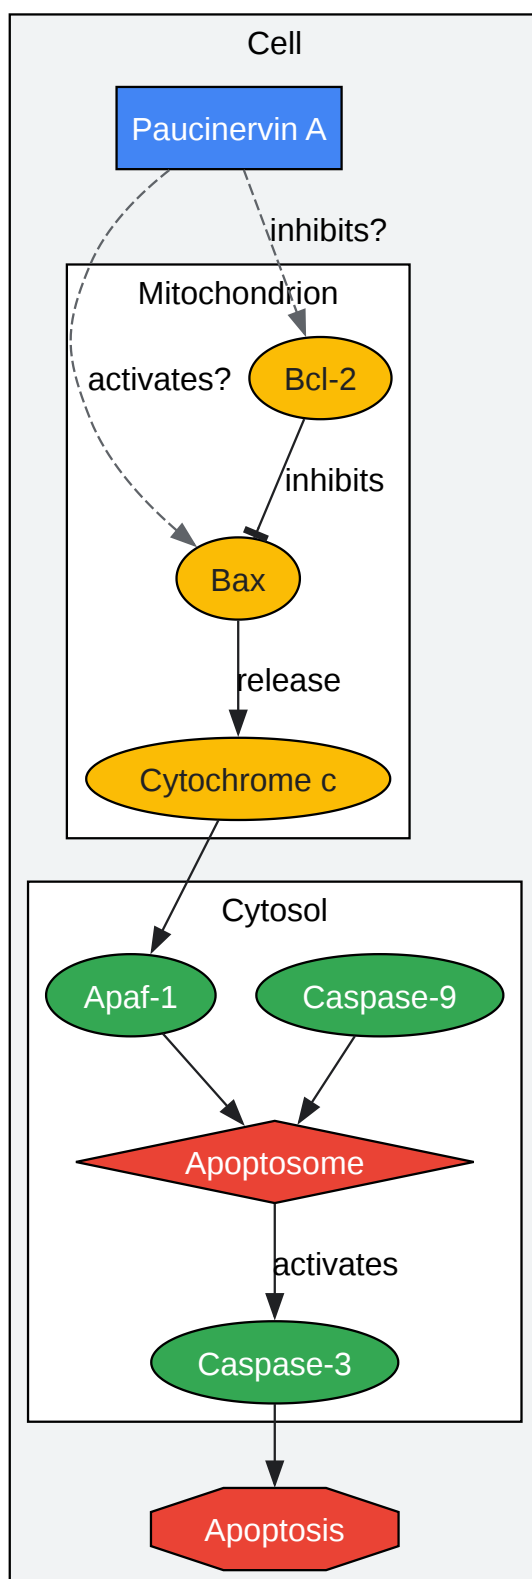 Cell
Paucinervin A
inhibits?
Mitochondrion
Bcl-2
activates?
inhibits
Bax
release
Cytochrome c
Cytosol
Apaf-1
Caspase-9
Apoptosome
activates
Caspase-3
Apoptosis